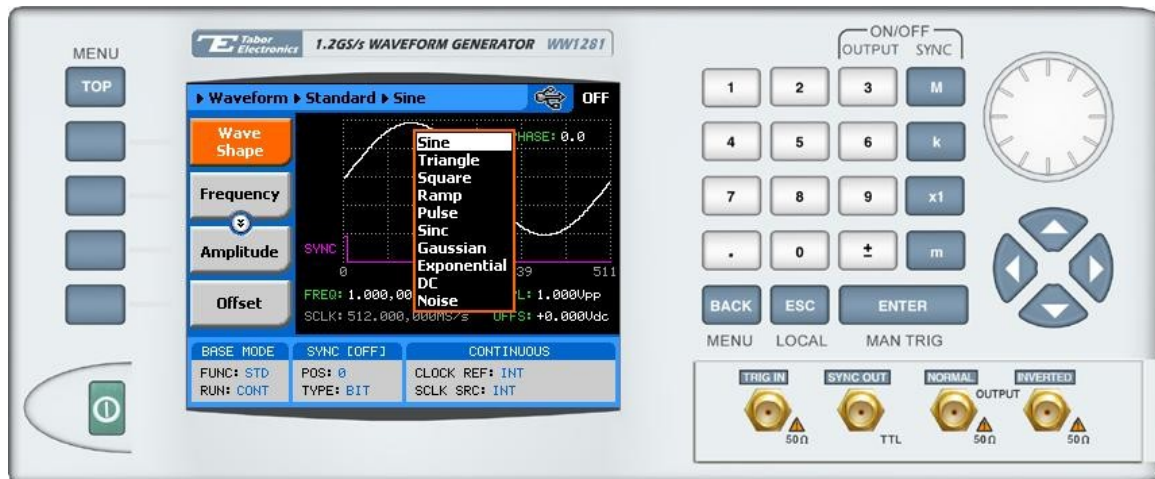 MENU
TOP
Tabor
Electronics
1.2GS/s WAVEFORM GENERATOR WW1281
Waveform Standard Sine OFF
Wave
Shape
Frequency
Amplitude
Offset
PHASE: 0.0
Sine
Triangle
Square
Ramp
Pulse
Sinc
Gaussian
Exponential
DC
Noise
SYNC
0 39 511
FREQ: 1.000,00 L: 1.000Vpp
SCLK: 512.000,000MS/s OFFS: +0.000Vdc
BASE MODE SYNC [OFF] CONTINUOUS
FUNC: STD POS: 0 CLOCK REF: INT
RUN: CONT TYPE: BIT SCLK SRC: INT
ON/OFF
OUTPUT SYNC
1 2 3 M
4 5 6 k
7 8 9 x1
. 0 ± m
BACK ESC ENTER
MENU LOCAL MAN TRIG
TRIG IN SYNC OUT NORMAL INVERTED
OUTPUT
50Ω TTL 50Ω 50Ω